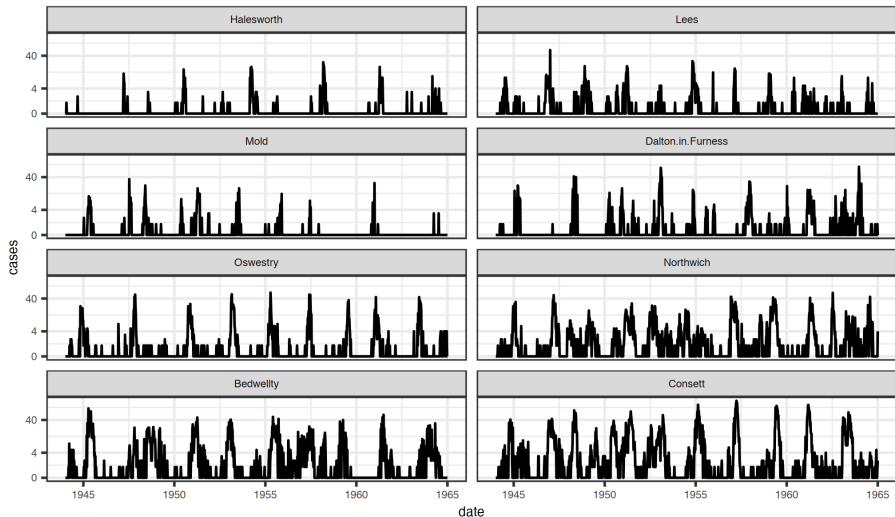 Halesworth Lees
40
4
0
Mold Dalton.in.Furness
40
4
0
cases
Oswestry Northwich
40
4
0
Bedwellty Consett
40
4
0
1945 1950 1955 1960 1965 1945 1950 1955 1960 1965
date